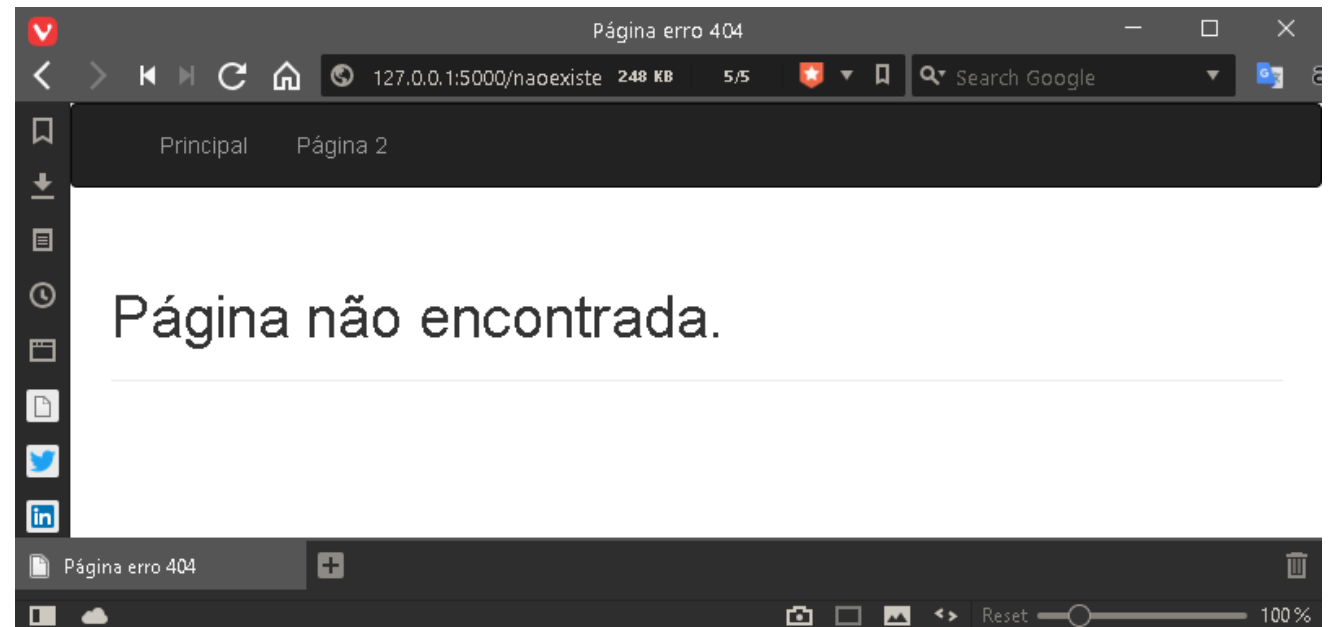 Página erro 404
127.0.0.1:5000/naoexiste 248 KB 5/5 Search Google
Principal Página 2
Página não encontrada.
Página erro 404
Reset 100 %